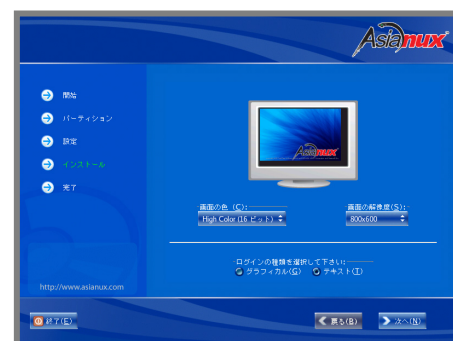 Asianux
開始
パーティション
設定
インストール
完了
Asianux
画面の色 (C):
High Color (16 ビット)
画面の解像度(S):
800x600
ログインの種類を選択して下さい:
グラフィカル(G) テキスト(T)
http://www.asianux.com
終了(E)
戻る(B)
次へ(N)